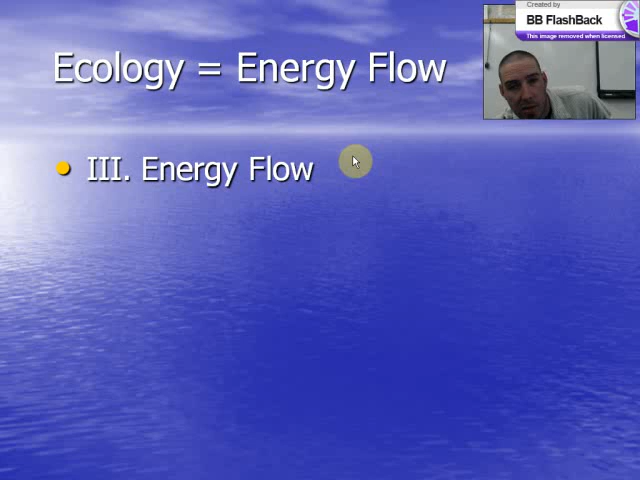 Created by
BB FlashBack
This image removed when licensed
Ecology = Energy Flow
III. Energy Flow